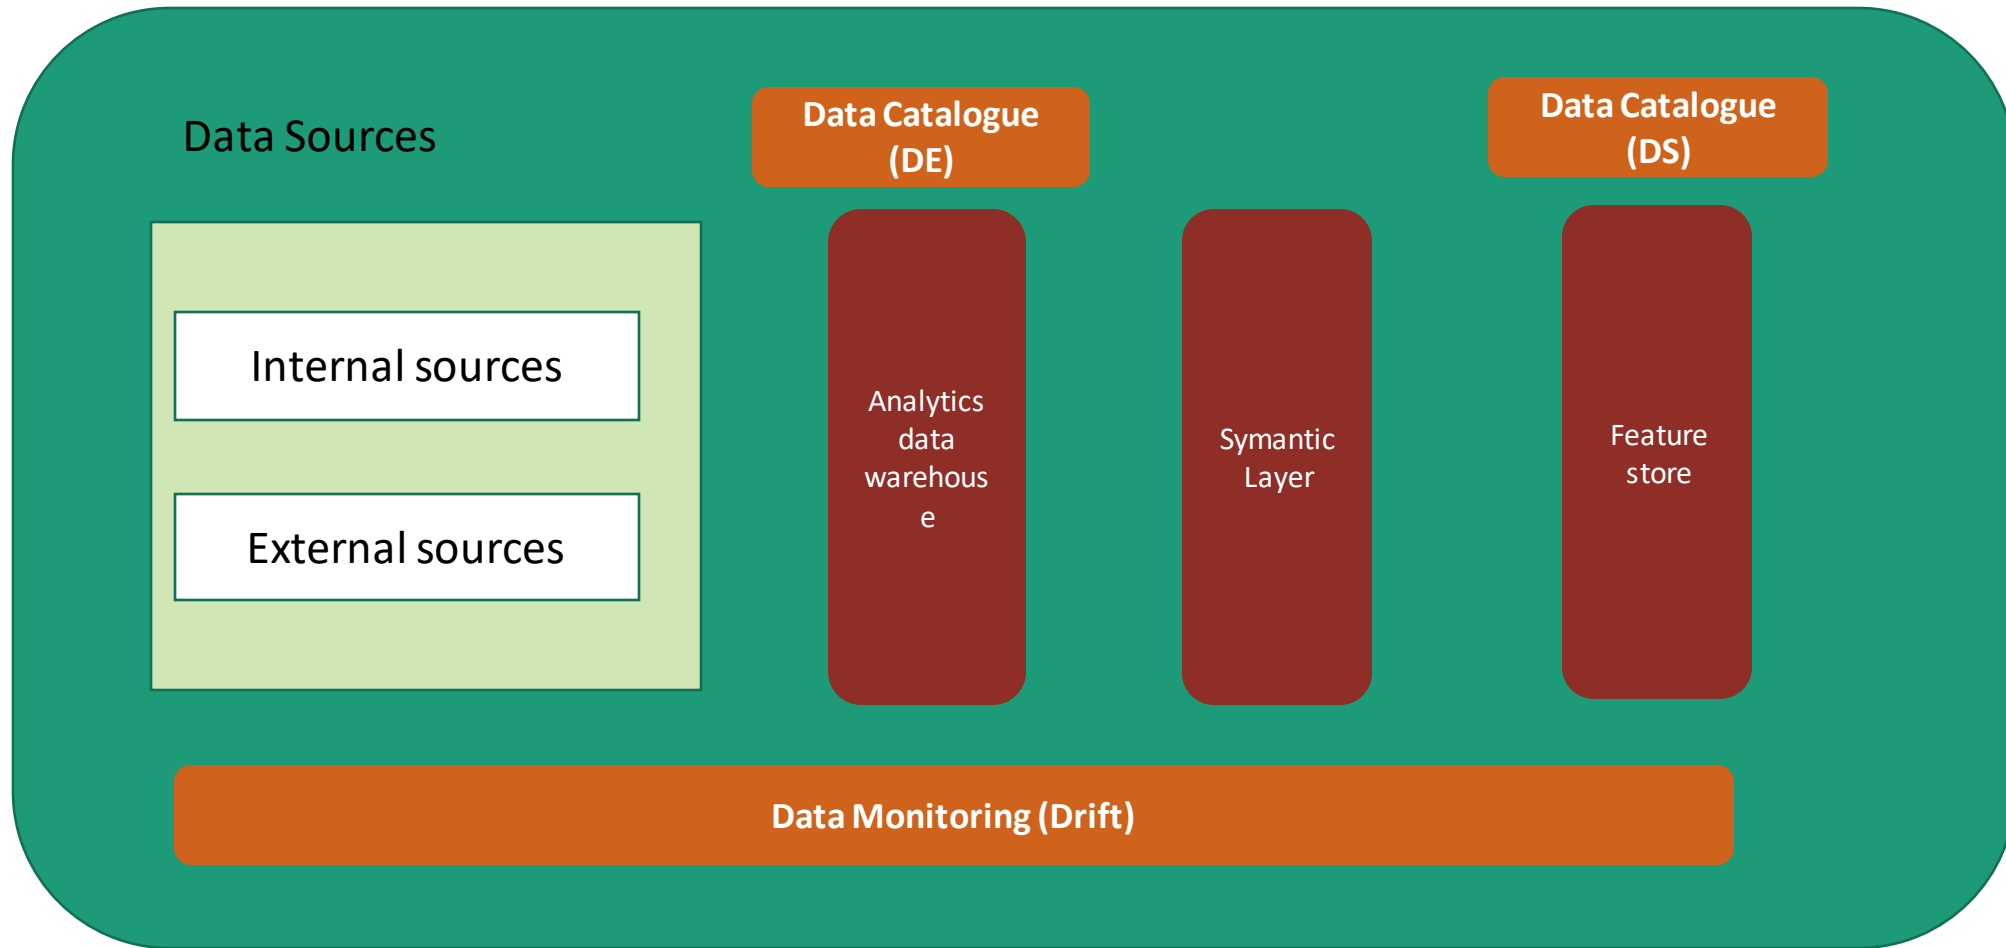 Data Sources
Data Catalogue
(DE)
Data Catalogue
(DS)
Internal sources
External sources
Analytics
data
warehous
e
Symantic
Layer
Feature
store
Data Monitoring (Drift)